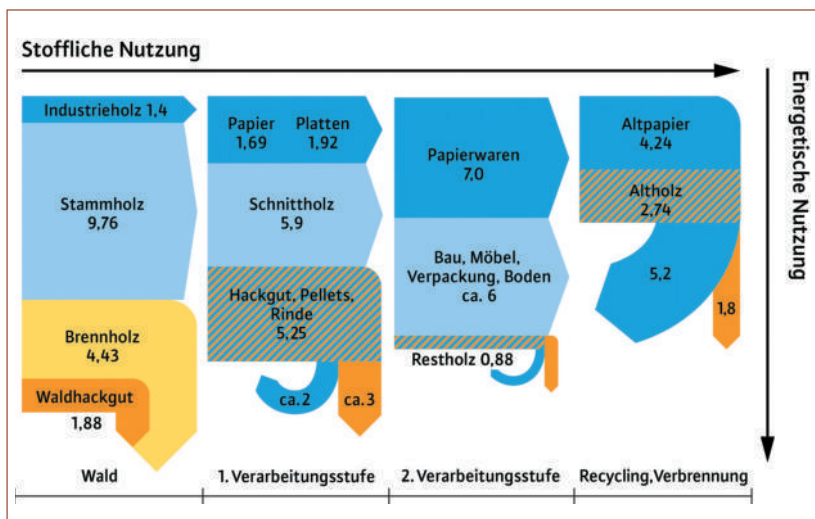 Stoffliche Nutzung
Energetische Nutzung
Industrieholz 1,4
Stammholz
9,76
Brennholz
4,43
Waldhackgut
1,88
Papier Platten
1,69 1,92
Schnittholz
5,9
Hackgut, Pellets,
Rinde
5,25
ca. 2
ca. 3
Papierwaren
7,0
Bau, Möbel,
Verpackung, Boden
ca. 6
Restholz 0,88
Altpapier
4,24
Altholz
2,74
5,2
1,8
Wald
1. Verarbeitungsstufe
2. Verarbeitungsstufe
Recycling, Verbrennung